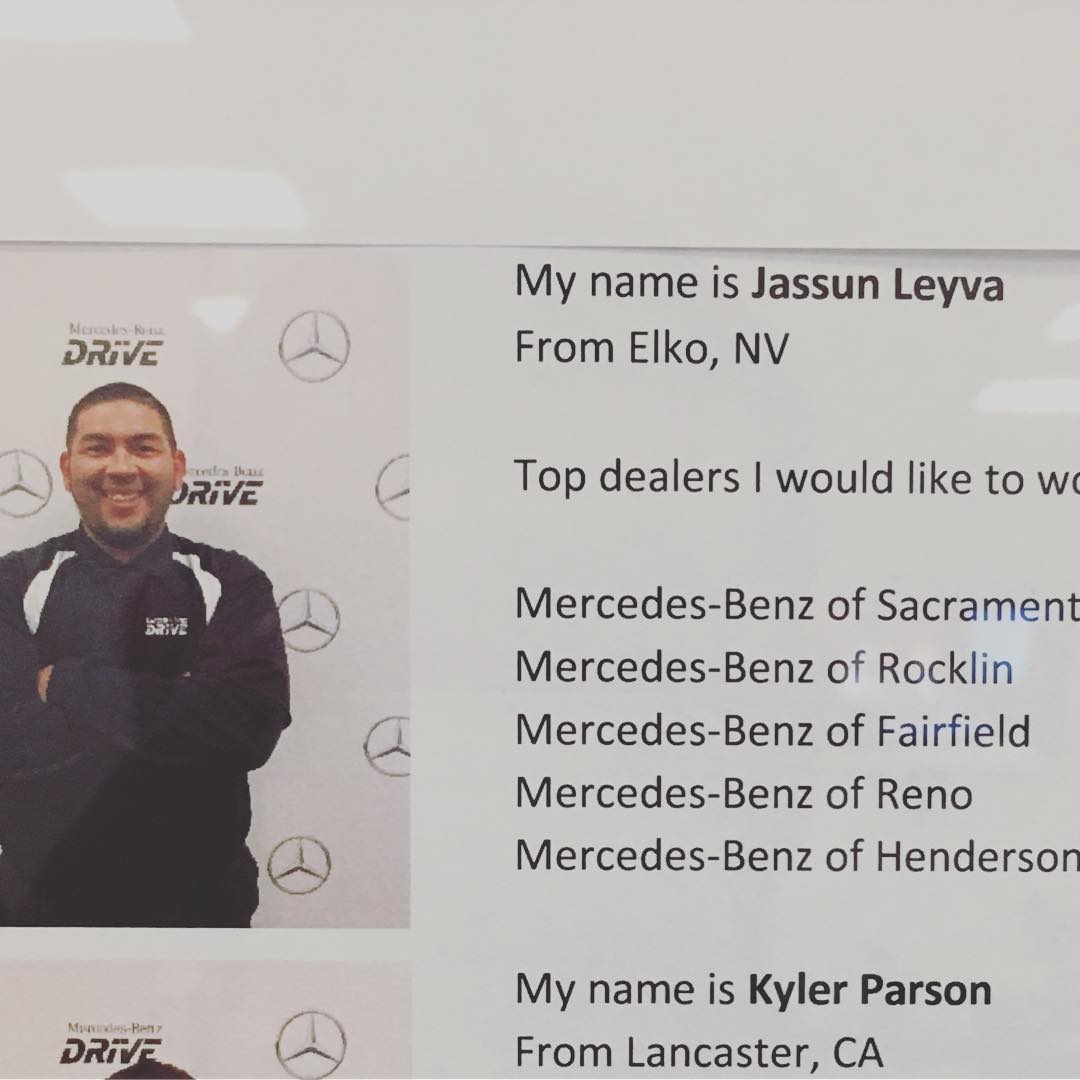 My name is Jassun Leyva
From Elko, NV
Top dealers I would like to
Mercedes-Benz of Sacrament
Mercedes-Benz of Rocklin
Mercedes-Benz of Fairfield
Mercedes-Benz of Reno
Mercedes-Benz of Henderson
Mercedes-Benz
DRIVE
Mercedes-Benz
DRIVE
DRIVE
My name is Kyler Parson
From Lancaster, CA
Mercedes-Benz
DRIVE